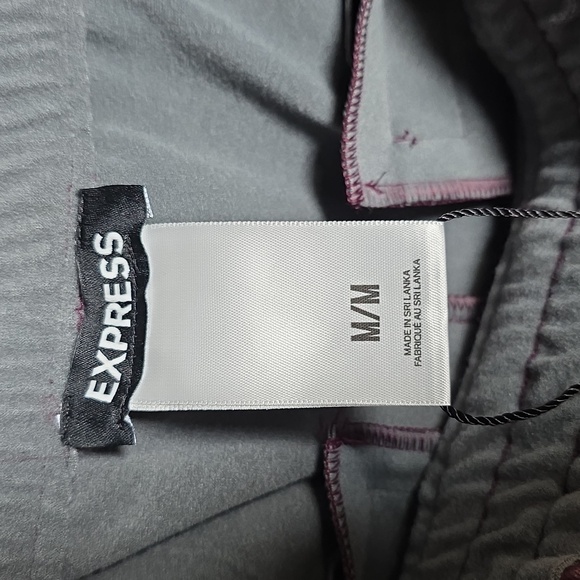 EXPRESS
M/M
MADE IN SRI LANKA
FABRIQUÉ AU SRI LANKA